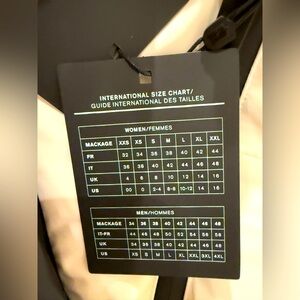 INTERNATIONAL SIZE CHART/
GUIDE INTERNATIONAL DES TAILLES
WOMEN/FEMMES
MACKAGE XXS XS S M L XL XXL
FR 32 34 36 38 40 42 44
IT 36 38 40 42 44 46 48
UK 4 6 8 10 12 14 16
US 00 0 2-4 6-8 10-12 14 16
MEN/HOMMES
MACKAGE 34 36 38 40 42 44 46 48
IT-FR 44 46 48 50 52 54 56 58
UK 34 36 38 40 42 44 46 48
US XS S M L XL XXL 3XL 4XL